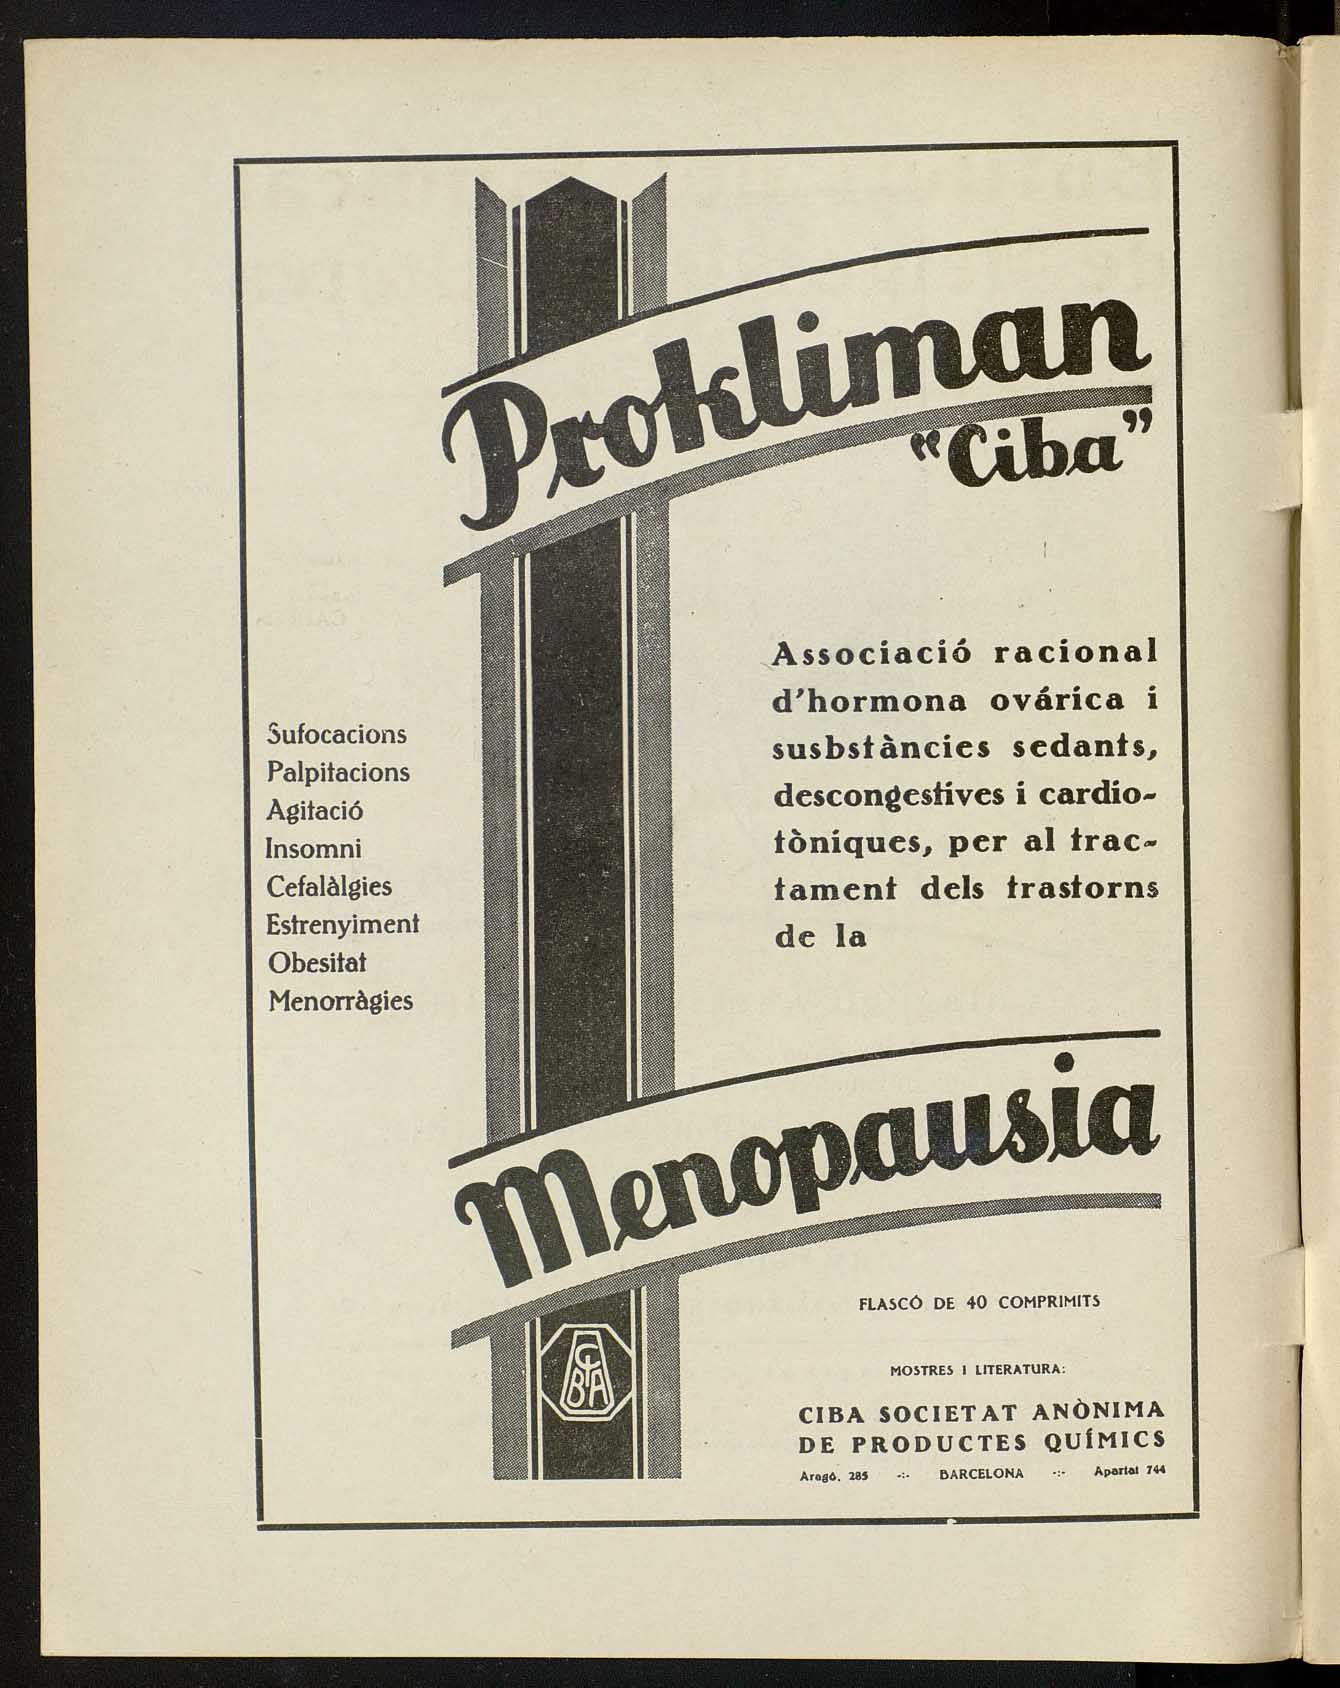 Prokliman
“Ciba”
Associació racional
d'hormona ovárica i
susbstàncies sedants,
descongestives i cardio-
tòniques, per al trac-
tament dels trastorns
de la
Sufocacions
Palpitacions
Agitació
Insomni
Cefalàlgies
Estrenyiment
Obesitat
Menorràgies
Menopausia
FLASCÓ DE 40 COMPRIMITS
CIBA
MOSTRES I LITERATURA:
CIBA SOCIETAT ANÒNIMA
DE PRODUCTES QUÍMICS
Aragó, 285 -:- BARCELONA -:- Apartat 744